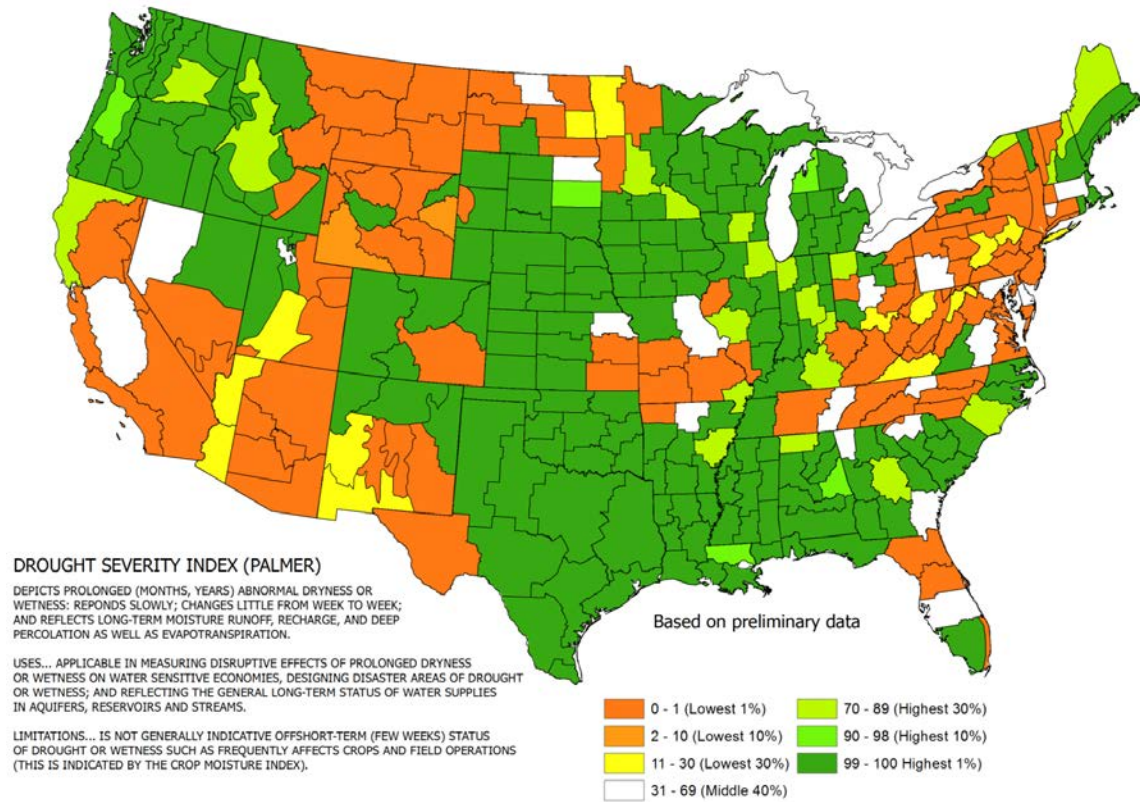 DROUGHT SEVERITY INDEX (PALMER)
DEPICTS PROLONGED (MONTHS, YEARS) ABNORMAL DRYNESS OR
WETNESS: REPONDS SLOWLY; CHANGES LITTLE FROM WEEK TO WEEK;
AND REFLECTS LONG-TERM MOISTURE RUNOFF, RECHARGE, AND DEEP
PERCOLATION AS WELL AS EVAPOTRANSPIRATION.
USES... APPLICABLE IN MEASURING DISRUPTIVE EFFECTS OF PROLONGED DRYNESS
OR WETNESS ON WATER SENSITIVE ECONOMIES, DESIGNING DISASTER AREAS OF DROUGHT
OR WETNESS; AND REFLECTING THE GENERAL LONG-TERM STATUS OF WATER SUPPLIES
IN AQUIFERS, RESERVOIRS AND STREAMS.
LIMITATIONS... IS NOT GENERALLY INDICATIVE OFFSHORT-TERM (FEW WEEKS) STATUS
OF DROUGHT OR WETNESS SUCH AS FREQUENTLY AFFECTS CROPS AND FIELD OPERATIONS
(THIS IS INDICATED BY THE CROP MOISTURE INDEX).
Based on preliminary data
0 - 1 (Lowest 1%)
2 - 10 (Lowest 10%)
11 - 30 (Lowest 30%)
31 - 69 (Middle 40%)
70 - 89 (Highest 30%)
90 - 98 (Highest 10%)
99 - 100 Highest 1%)